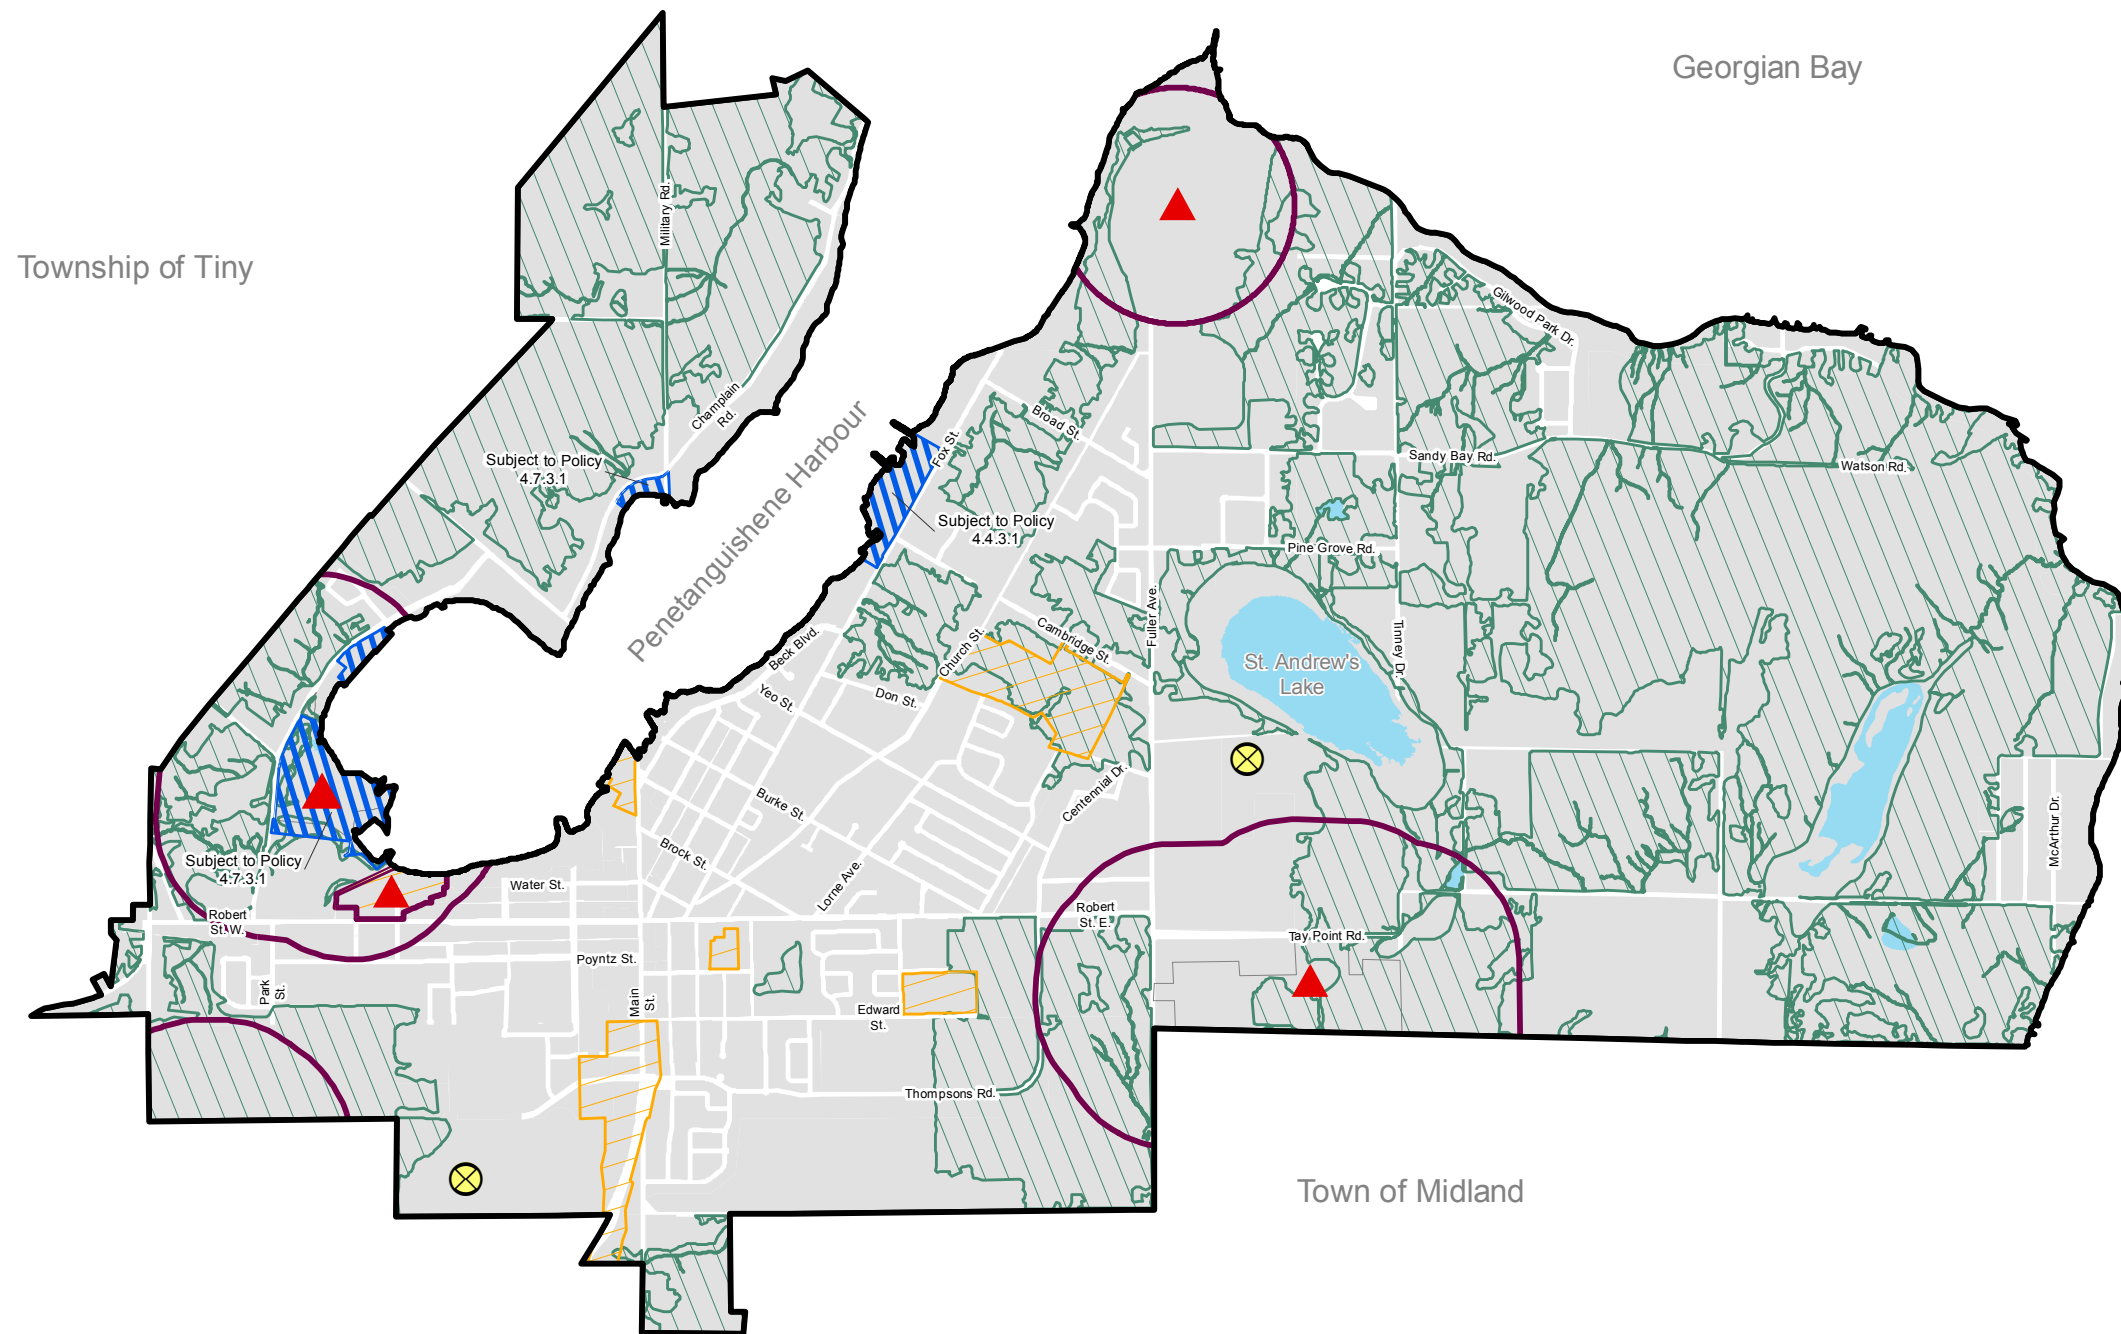 Georgian Bay
Township of Tiny
Military Rd.
Gilwood Park Dr.
Champlain
Rd.
Broad St.
Fox St.
Penetanguishene Harbour
Sandy Bay Rd.
Watson Rd.
Subject to Policy
4.7.3.1
Subject to Policy
4.4.3.1
Pine Grove Rd.
Fuller Ave.
Tinney Dr.
Cambridge St.
Church St.
Beck Blvd.
St. Andrew's
Lake
Yeo St.
Don St.
Centennial Dr.
Burke St.
McArthur Dr.
Brock St.
Lorne Ave.
Subject to Policy
4.7.3.1
Water St.
Robert
St. W.
Robert
St. E.
Tay Point Rd.
Poyntz St.
Park
St.
Main
St.
Edward
St.
Thompsons Rd.
Town of Midland